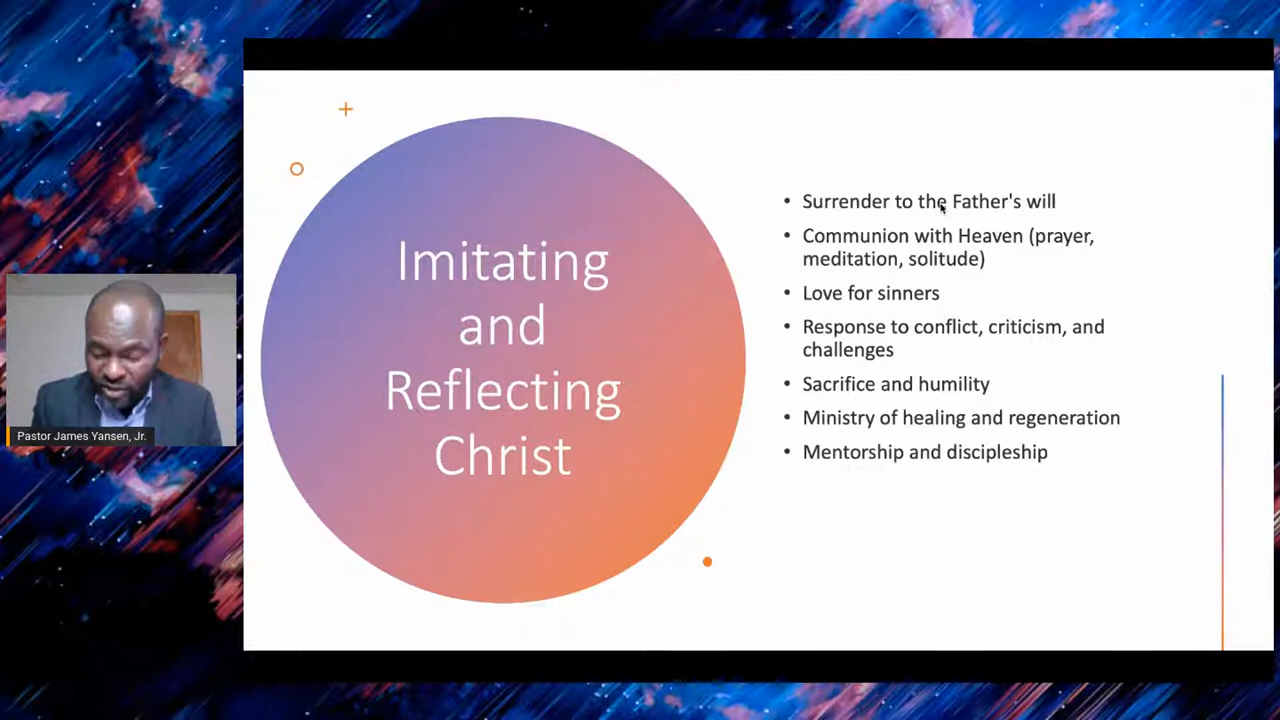 Imitating
and
Reflecting
Christ
• Surrender to the Father's will
• Communion with Heaven (prayer,
meditation, solitude)
• Love for sinners
• Response to conflict, criticism, and
challenges
• Sacrifice and humility
• Ministry of healing and regeneration
• Mentorship and discipleship
Pastor James Yansen, Jr.